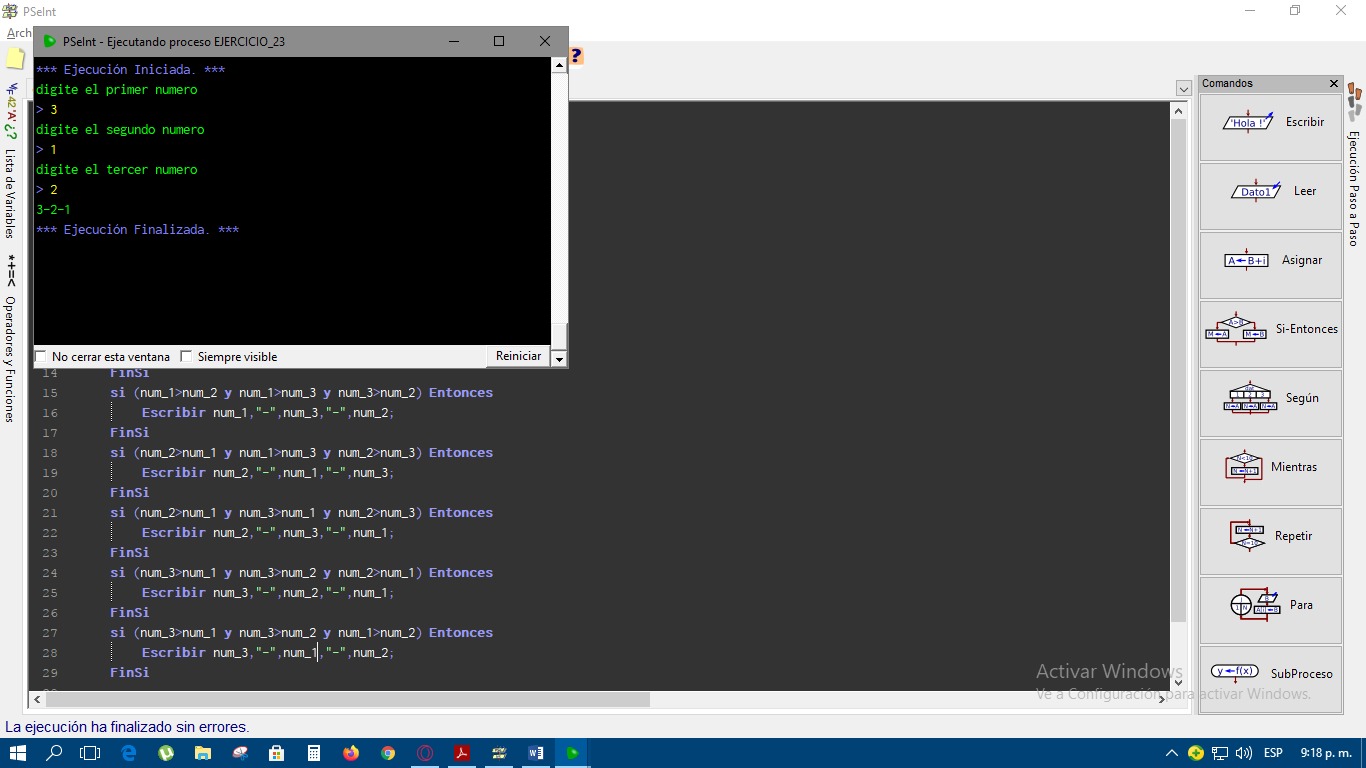 PSeInt
Arch
PSeInt - Ejecutando proceso EJERCICIO_23
*** Ejecución Iniciada. ***
digite el primer numero
> 3
digite el segundo numero
> 1
digite el tercer numero
> 2
3-2-1
*** Ejecución Finalizada. ***
No cerrar esta ventana
Siempre visible
Reiniciar
?
Lista de Variables
*+=<
Operadores y Funciones
14 FinSi
15 si (num_1>num_2 y num_1>num_3 y num_3>num_2) Entonces
16 Escribir num_1,"-",num_3,"-",num_2;
17 FinSi
18 si (num_2>num_1 y num_1>num_3 y num_2>num_3) Entonces
19 Escribir num_2,"-",num_1,"-",num_3;
20 FinSi
21 si (num_2>num_1 y num_3>num_1 y num_2>num_3) Entonces
22 Escribir num_2,"-",num_3,"-",num_1;
23 FinSi
24 si (num_3>num_1 y num_3>num_2 y num_2>num_1) Entonces
25 Escribir num_3,"-",num_2,"-",num_1;
26 FinSi
27 si (num_3>num_1 y num_3>num_2 y num_1>num_2) Entonces
28 Escribir num_3,"-",num_1,"-",num_2;
29 FinSi
Comandos
'Hola !' Escribir
Dato1 Leer
A←B+i Asignar
A>B M←A M←B Si-Entonces
Según
Mientras
Repetir
Para
y←f(x) SubProceso
Ejecución Paso a Paso
Activar Windows
Ve a Configuración para activar Windows.
La ejecución ha finalizado sin errores.
ESP
9:18 p. m.